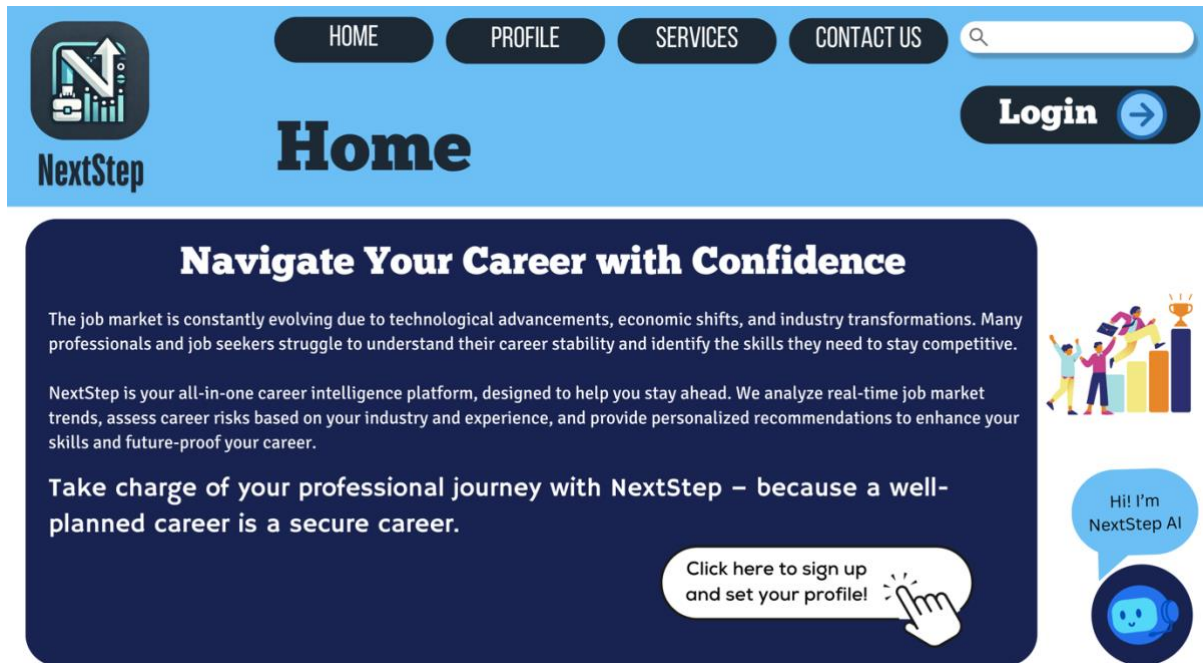 HOME
PROFILE
SERVICES
CONTACT US
Login
NextStep
Home
Navigate Your Career with Confidence
The job market is constantly evolving due to technological advancements, economic shifts, and industry transformations. Many
professionals and job seekers struggle to understand their career stability and identify the skills they need to stay competitive.
NextStep is your all-in-one career intelligence platform, designed to help you stay ahead. We analyze real-time job market
trends, assess career risks based on your industry and experience, and provide personalized recommendations to enhance your
skills and future-proof your career.
Take charge of your professional journey with NextStep – because a well-
planned career is a secure career.
Click here to sign up
and set your profile!
Hi! I'm
NextStep AI